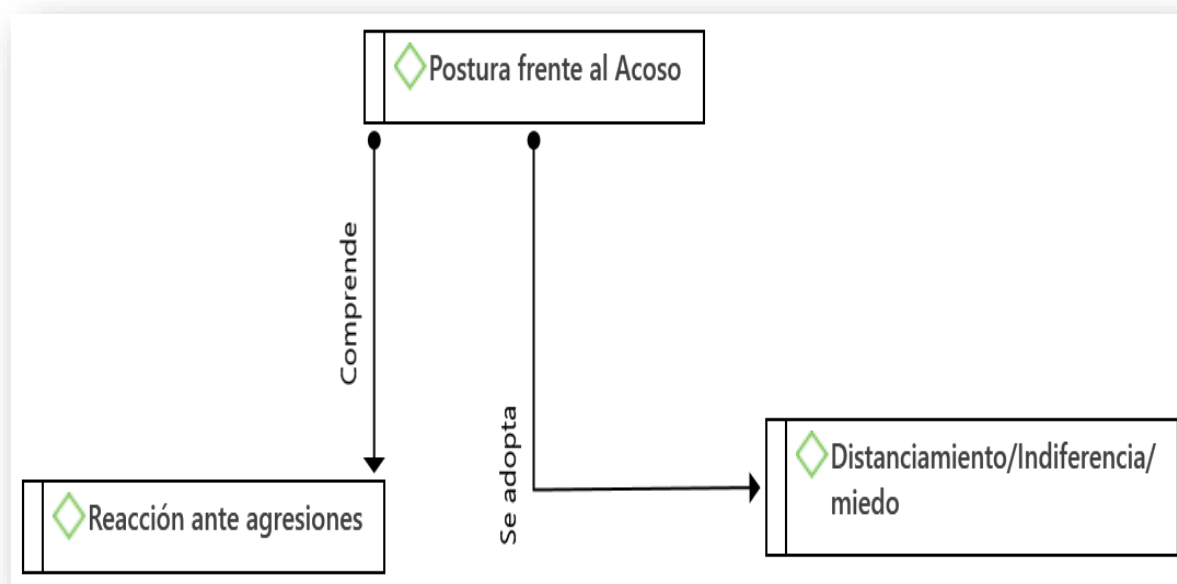 Postura frente al Acoso
Comprende
Se adopta
Distanciamiento/Indiferencia/
miedo
Reacción ante agresiones